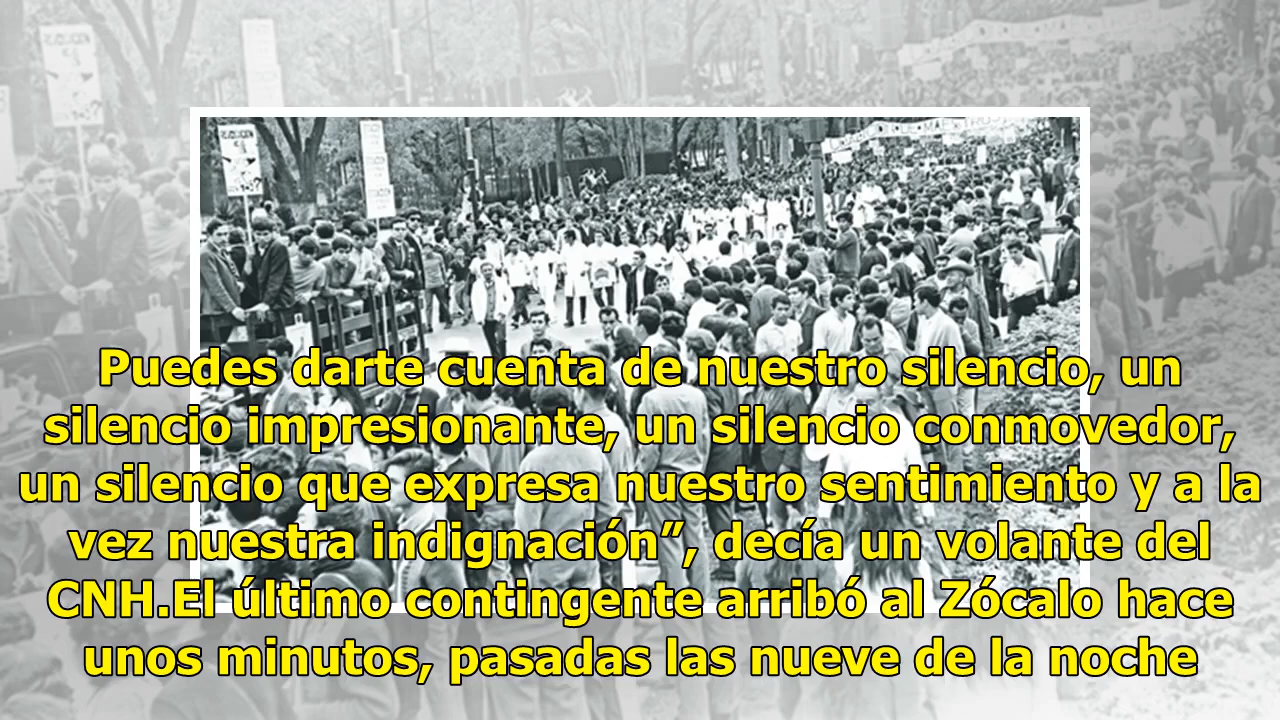 Puedes darte cuenta de nuestro silencio, un
silencio impresionante, un silencio conmovedor,
un silencio que expresa nuestro sentimiento y a la
vez nuestra indignación”, decía un volante del
CNH.El último contingente arribó al Zócalo hace
unos minutos, pasadas las nueve de la noche